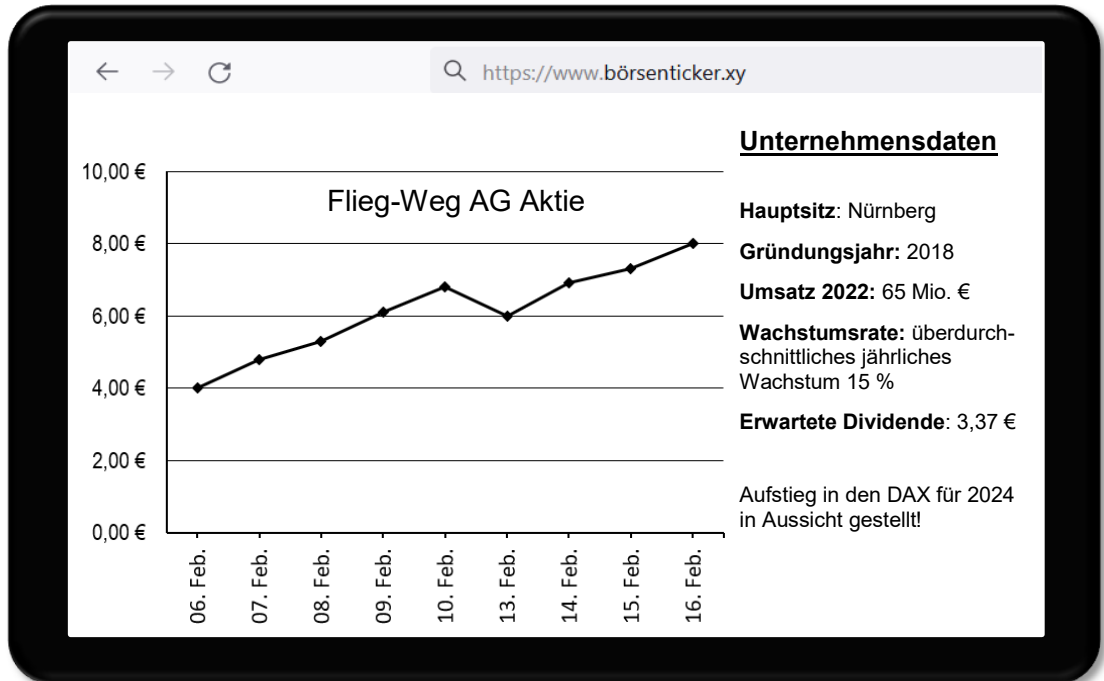 https://www.börsenticker.xy
Flieg-Weg AG Aktie
10,00 €
8,00 €
6,00 €
4,00 €
2,00 €
0,00 €
06. Feb.
07. Feb.
08. Feb.
09. Feb.
10. Feb.
13. Feb.
14. Feb.
15. Feb.
16. Feb.
Unternehmensdaten
Hauptsitz: Nürnberg
Gründungsjahr: 2018
Umsatz 2022: 65 Mio. €
Wachstumsrate: überdurch-
schnittliches jährliches
Wachstum 15 %
Erwartete Dividende: 3,37 €
Aufstieg in den DAX für 2024
in Aussicht gestellt!